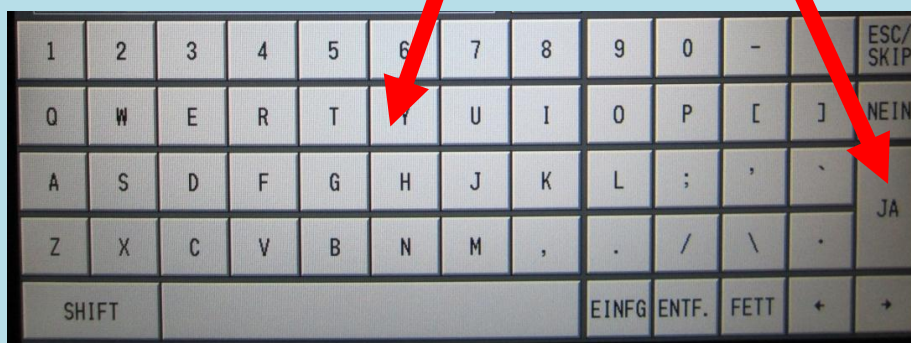 1 2 3 4 5 6 7 8 9 0 - ESC/
SKIP
Q W E R T Y U I O P [ ] NEIN
A S D F G H J K L ; ' ` JA
Z X C V B N M , . / \ ·
SHIFT EINFG ENTF. FETT ← →